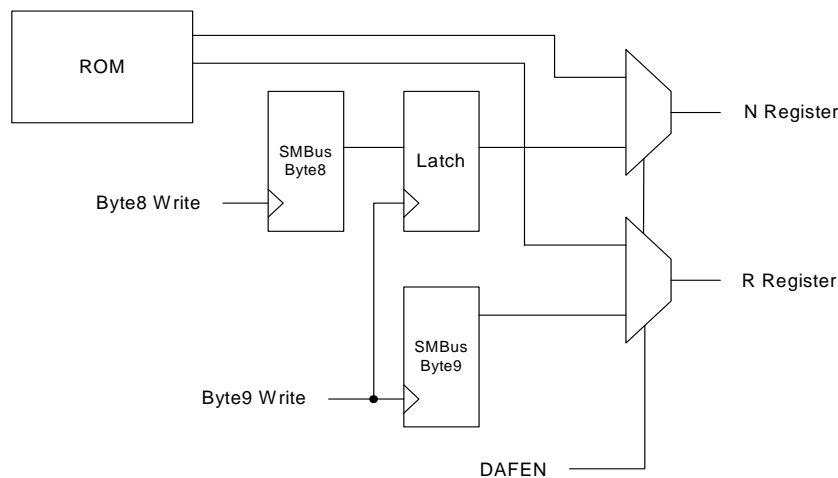 ROM
N Register
SMBus
Byte8
Latch
Byte8 Write
R Register
SMBus
Byte9
Byte9 Write
DAFEN